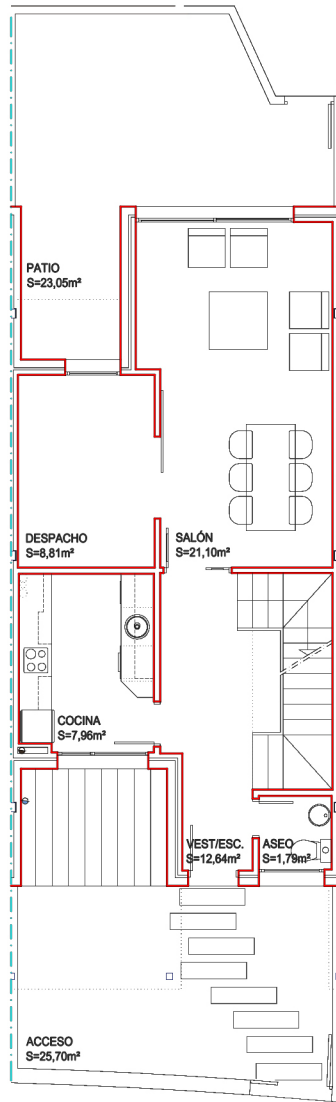 PATIO
S=23,05m²
DESPACHO
S=8,81m²
SALÓN
S=21,10m²
COCINA
S=7,96m²
VEST/ESC.
S=12,64m²
ASEO
S=1,79m²
ACCESO
S=25,70m²